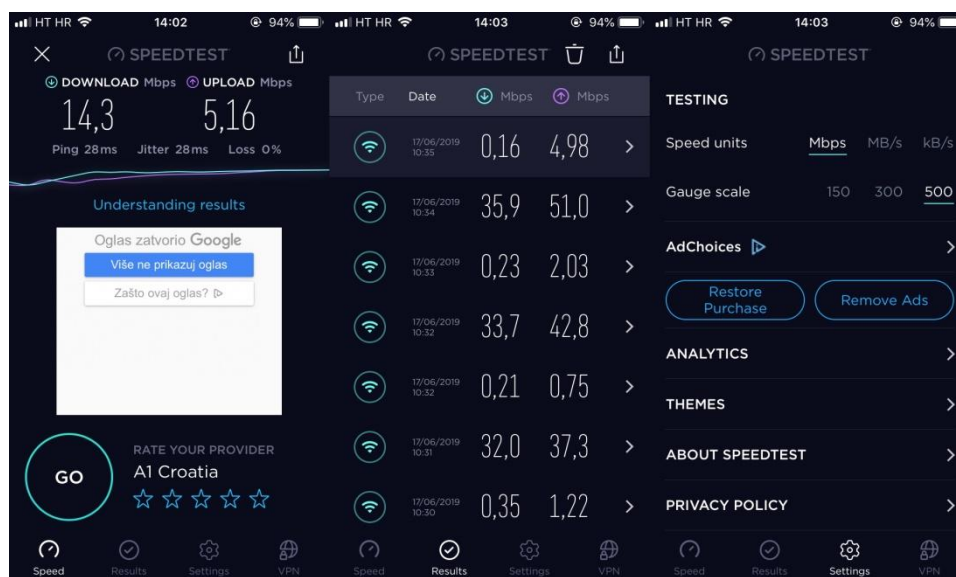 HT HR 14:02 94%
SPEEDTEST
DOWNLOAD Mbps UPLOAD Mbps
14,3 5,16
Ping 28ms Jitter 28ms Loss 0%
Understanding results
Oglas zatvorio Google
Više ne prikazuj oglas
Zašto ovaj oglas?
GO
RATE YOUR PROVIDER
A1 Croatia
Speed Results Settings VPN
HT HR 14:03 94%
SPEEDTEST
Type Date Mbps Mbps
17/06/2019
10:35
0,16 4,98
17/06/2019
10:34
35,9 51,0
17/06/2019
10:33
0,23 2,03
17/06/2019
10:32
33,7 42,8
17/06/2019
10:32
0,21 0,75
17/06/2019
10:31
32,0 37,3
17/06/2019
10:30
0,35 1,22
Speed Results Settings VPN
HT HR 14:03 94%
SPEEDTEST
TESTING
Speed units Mbps MB/s kB/s
Gauge scale 150 300 500
AdChoices
Restore
Purchase
Remove Ads
ANALYTICS
THEMES
ABOUT SPEEDTEST
PRIVACY POLICY
Speed Results Settings VPN